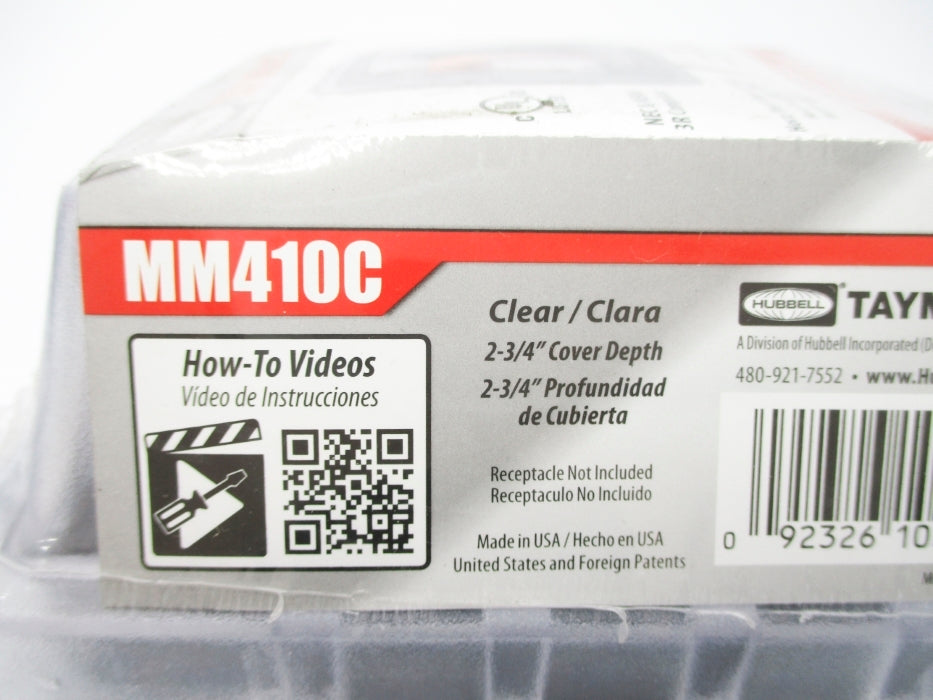 MM410C
How-To Videos
Vídeo de Instrucciones
Clear / Clara
2-3/4" Cover Depth
2-3/4" Profundidad
de Cubierta
Receptacle Not Included
Receptaculo No Incluido
Made in USA / Hecho en USA
United States and Foreign Patents
HUBBELL
TAYM
A Division of Hubbell Incorporated (D
480-921-7552 • www.H
0 92326 10